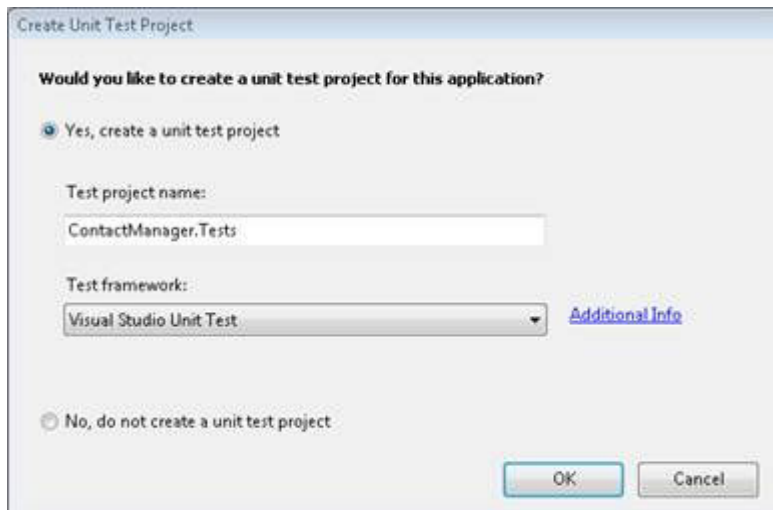 Create Unit Test Project
Would you like to create a unit test project for this application?
Yes, create a unit test project
Test project name:
ContactManager.Tests
Test framework:
Visual Studio Unit Test
Additional Info
No, do not create a unit test project
OK
Cancel